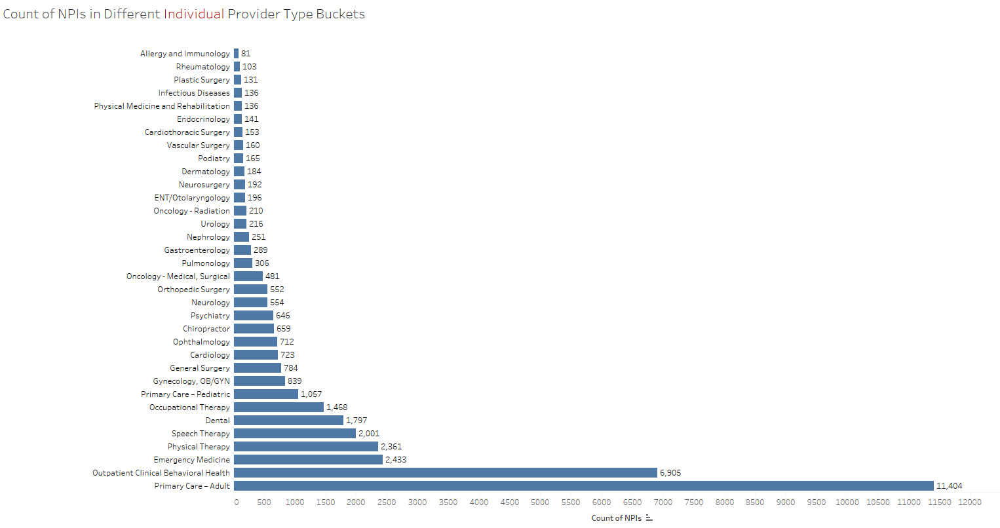 Count of NPIs in Different Individual Provider Type Buckets
Allergy and Immunology 81
Rheumatology 103
Plastic Surgery 131
Infectious Diseases 136
Physical Medicine and Rehabilitation 136
Endocrinology 141
Cardiothoracic Surgery 153
Vascular Surgery 160
Podiatry 165
Dermatology 184
Neurosurgery 192
ENT/Otolaryngology 196
Oncology - Radiation 210
Urology 216
Nephrology 251
Gastroenterology 289
Pulmonology 306
Oncology - Medical, Surgical 481
Orthopedic Surgery 552
Neurology 554
Psychiatry 646
Chiropractor 659
Ophthalmology 712
Cardiology 723
General Surgery 784
Gynecology, OB/GYN 839
Primary Care – Pediatric 1,057
Occupational Therapy 1,468
Dental 1,797
Speech Therapy 2,001
Physical Therapy 2,361
Emergency Medicine 2,433
Outpatient Clinical Behavioral Health 6,905
Primary Care – Adult 11,404
0 500 1000 1500 2000 2500 3000 3500 4000 4500 5000 5500 6000 6500 7000 7500 8000 8500 9000 9500 10000 10500 11000 11500 12000
Count of NPIs